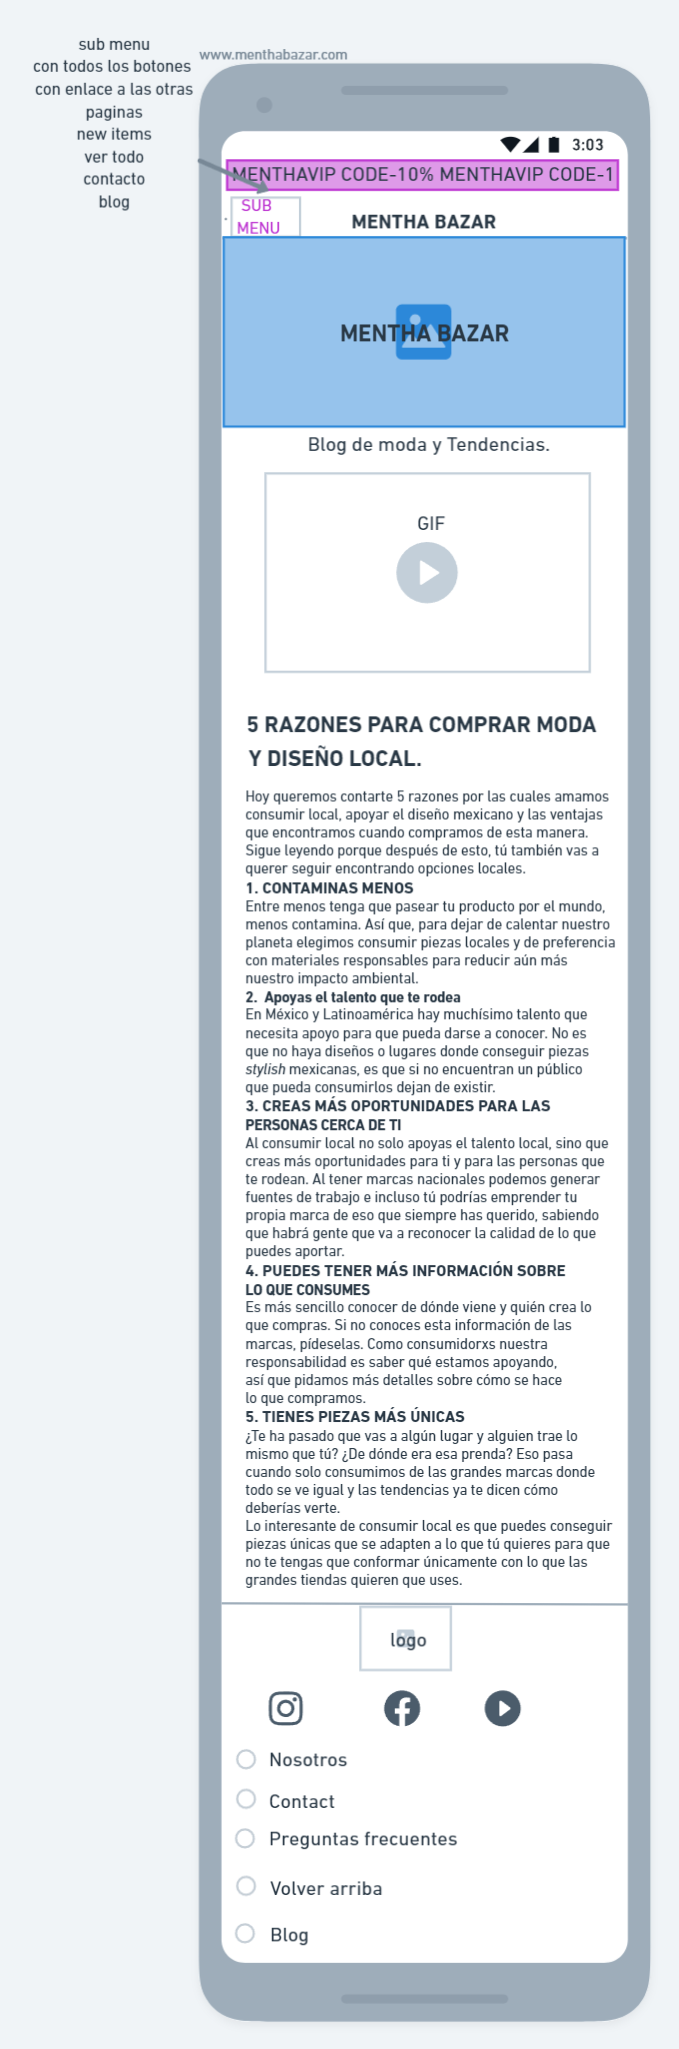 sub menu
con todos los botones
con enlace a las otras
paginas
new items
ver todo
contacto
blog
www.menthabazar.com
3:03
MENTHAVIP CODE-10% MENTHAVIP CODE-1
SUB
MENU
MENTHA BAZAR
MENTHA BAZAR
Blog de moda y Tendencias.
GIF
5 RAZONES PARA COMPRAR MODA
Y DISEÑO LOCAL.
Hoy queremos contarte 5 razones por las cuales amamos
consumir local, apoyar el diseño mexicano y las ventajas
que encontramos cuando compramos de esta manera.
Sigue leyendo porque después de esto, tú también vas a
querer seguir encontrando opciones locales.
1. CONTAMINAS MENOS
Entre menos tenga que pasear tu producto por el mundo,
menos contamina. Así que, para dejar de calentar nuestro
planeta elegimos consumir piezas locales y de preferencia
con materiales responsables para reducir aún más
nuestro impacto ambiental.
2. Apoyas el talento que te rodea
En México y Latinoamérica hay muchísimo talento que
necesita apoyo para que pueda darse a conocer. No es
que no haya diseños o lugares donde conseguir piezas
stylish mexicanas, es que si no encuentran un público
que pueda consumirlos dejan de existir.
3. CREAS MÁS OPORTUNIDADES PARA LAS
PERSONAS CERCA DE TI
Al consumir local no solo apoyas el talento local, sino que
creas más oportunidades para ti y para las personas que
te rodean. Al tener marcas nacionales podemos generar
fuentes de trabajo e incluso tú podrías emprender tu
propia marca de eso que siempre has querido, sabiendo
que habrá gente que va a reconocer la calidad de lo que
puedes aportar.
4. PUEDES TENER MÁS INFORMACIÓN SOBRE
LO QUE CONSUMES
Es más sencillo conocer de dónde viene y quién crea lo
que compras. Si no conoces esta información de las
marcas, pídeselas. Como consumidorxs nuestra
responsabilidad es saber qué estamos apoyando,
así que pidamos más detalles sobre cómo se hace
lo que compramos.
5. TIENES PIEZAS MÁS ÚNICAS
¿Te ha pasado que vas a algún lugar y alguien trae lo
mismo que tú? ¿De dónde era esa prenda? Eso pasa
cuando solo consumimos de las grandes marcas donde
todo se ve igual y las tendencias ya te dicen cómo
deberías verte.
Lo interesante de consumir local es que puedes conseguir
piezas únicas que se adapten a lo que tú quieres para que
no te tengas que conformar únicamente con lo que las
grandes tiendas quieren que uses.
logo
Nosotros
Contact
Preguntas frecuentes
Volver arriba
Blog